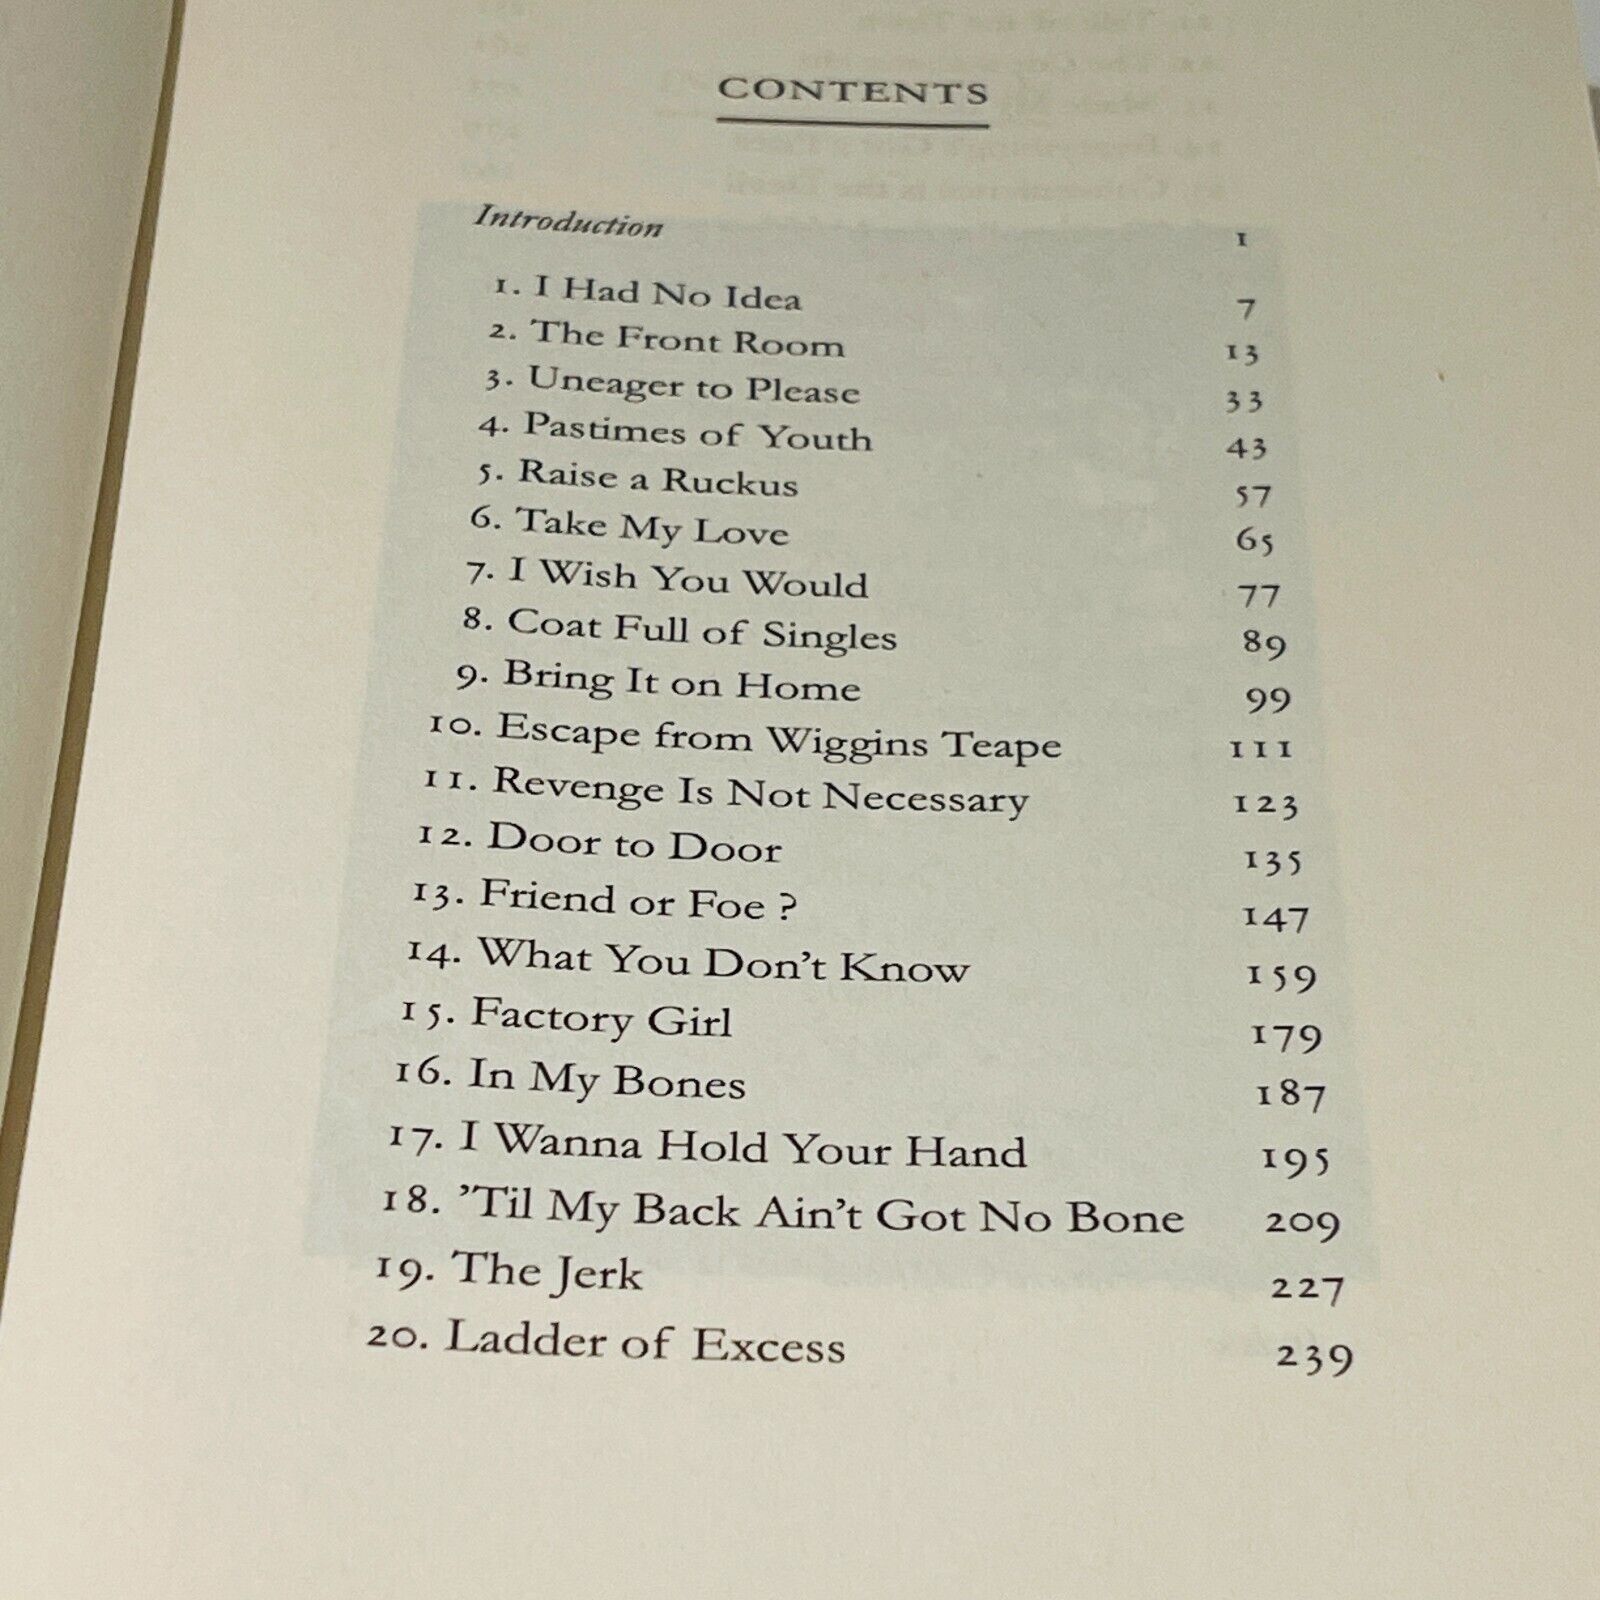 CONTENTS
Introduction 1
1. I Had No Idea 7
2. The Front Room 13
3. Uneager to Please 33
4. Pastimes of Youth 43
5. Raise a Ruckus 57
6. Take My Love 65
7. I Wish You Would 77
8. Coat Full of Singles 89
9. Bring It on Home 99
10. Escape from Wiggins Teape 111
11. Revenge Is Not Necessary 123
12. Door to Door 135
13. Friend or Foe ? 147
14. What You Don’t Know 159
15. Factory Girl 179
16. In My Bones 187
17. I Wanna Hold Your Hand 195
18. ’Til My Back Ain’t Got No Bone 209
19. The Jerk 227
20. Ladder of Excess 239